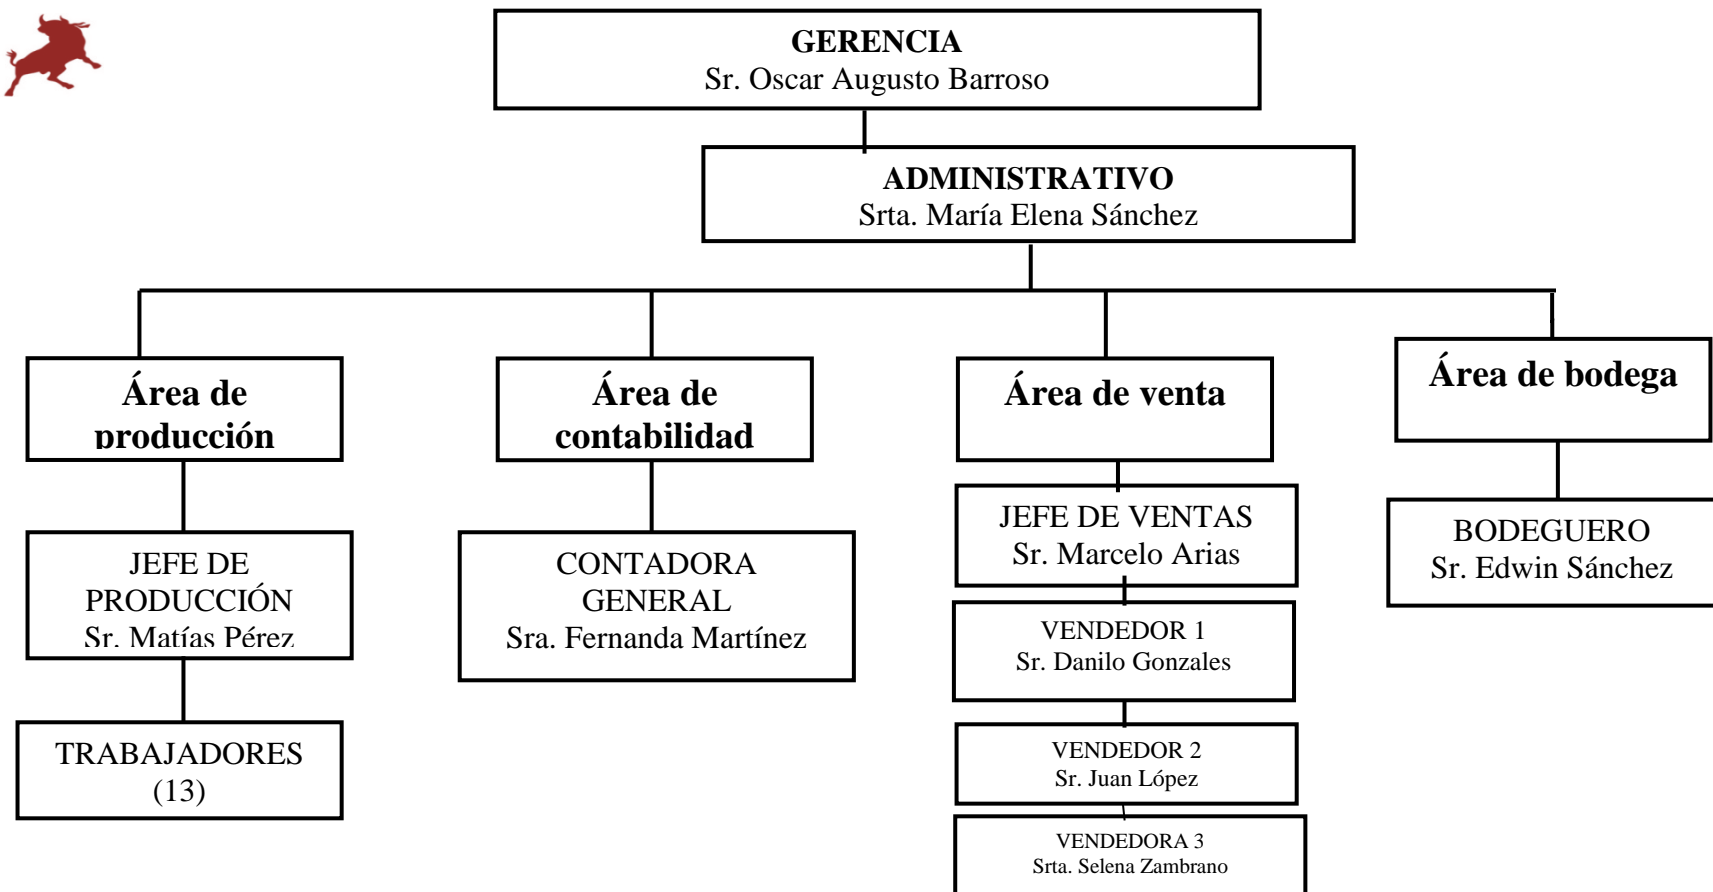 GERENCIA
Sr. Oscar Augusto Barroso
ADMINISTRATIVO
Srta. María Elena Sánchez
Área de
producción
JEFE DE
PRODUCCIÓN
Sr. Matías Pérez
TRABAJADORES
(13)
Área de
contabilidad
CONTADORA
GENERAL
Sra. Fernanda Martínez
Área de venta
JEFE DE VENTAS
Sr. Marcelo Arias
VENDEDOR 1
Sr. Danilo Gonzales
VENDEDOR 2
Sr. Juan López
VENDEDORA 3
Srta. Selena Zambrano
Área de bodega
BODEGUERO
Sr. Edwin Sánchez